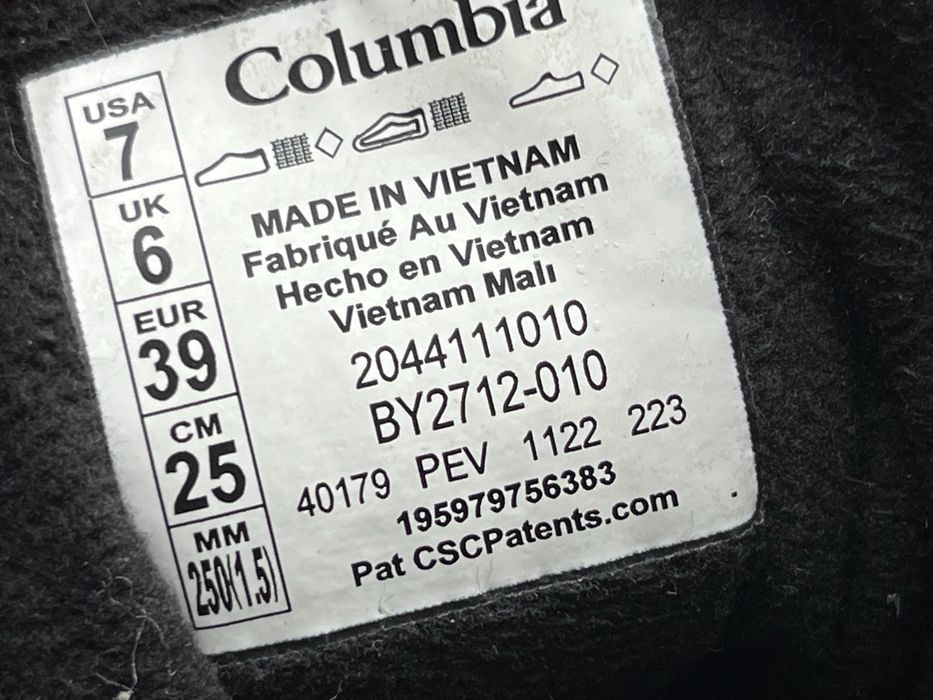 Columbia
USA
7
UK
6
EUR
39
CM
25
MM
250(1.5)
MADE IN VIETNAM
Fabriqué Au Vietnam
Hecho en Vietnam
Vietnam Malı
2044111010
BY2712-010
40179 PEV 1122 223
195979756383
Pat CSCPatents.com